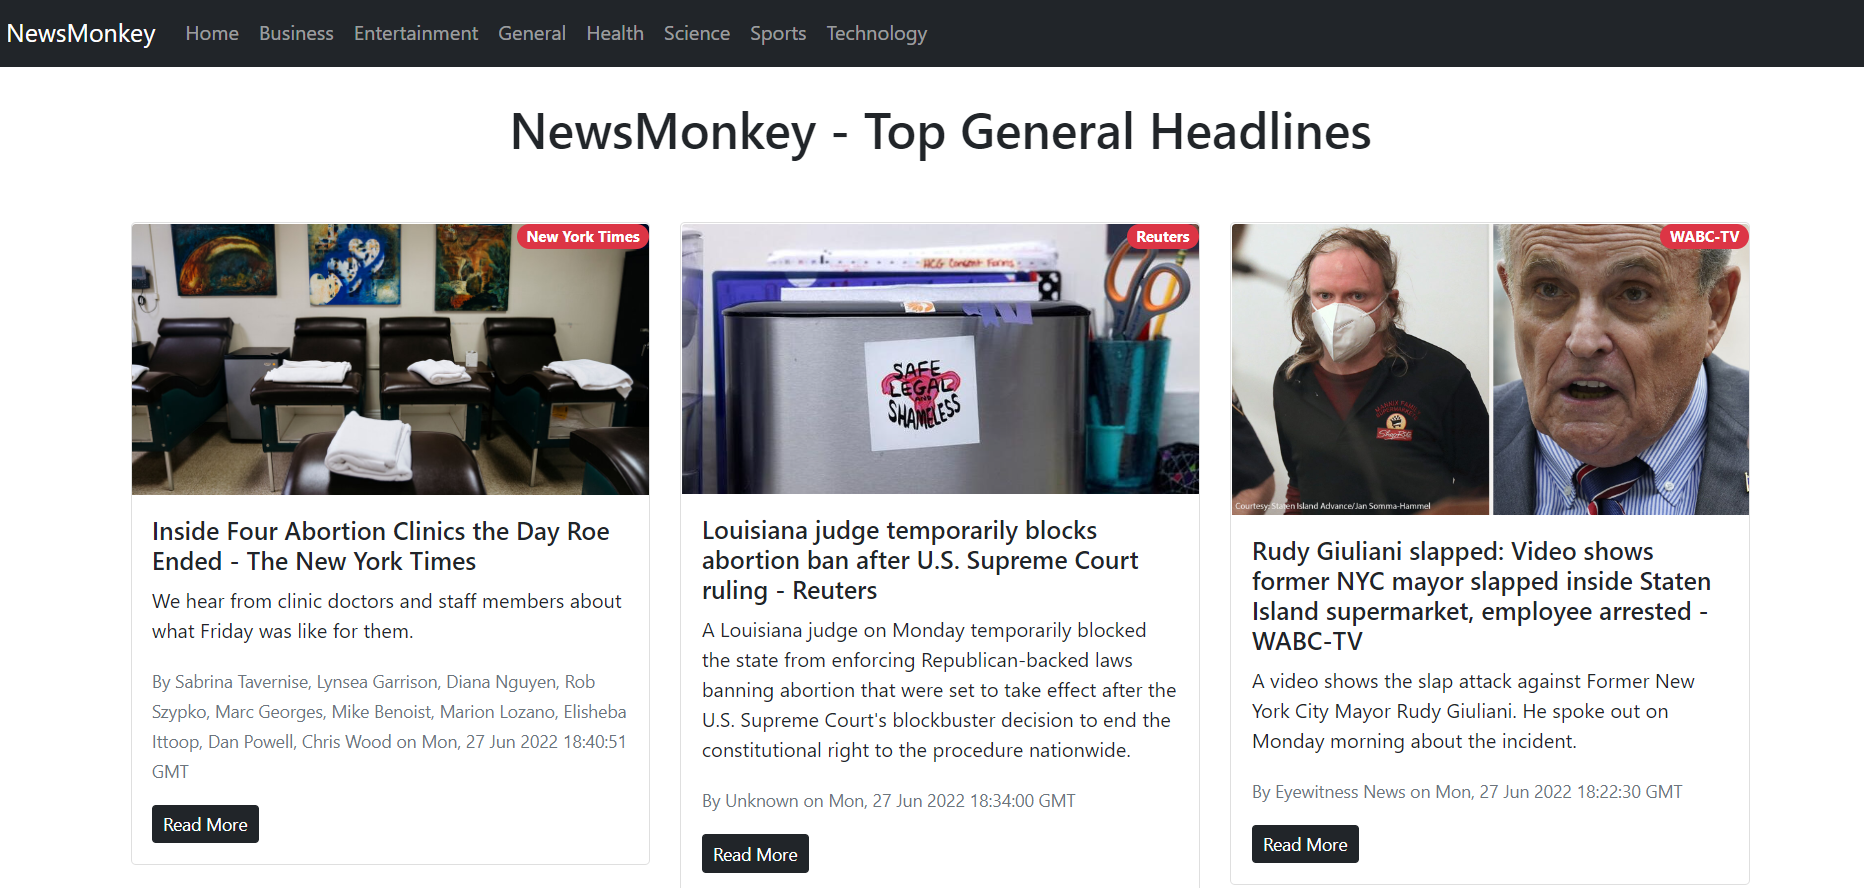 NewsMonkey Home Business Entertainment General Health Science Sports Technology
NewsMonkey - Top General Headlines
New York Times
Inside Four Abortion Clinics the Day Roe
Ended - The New York Times
We hear from clinic doctors and staff members about
what Friday was like for them.
By Sabrina Tavernise, Lynsea Garrison, Diana Nguyen, Rob
Szypko, Marc Georges, Mike Benoist, Marion Lozano, Elisheba
Ittoop, Dan Powell, Chris Wood on Mon, 27 Jun 2022 18:40:51
GMT
Read More
Reuters
HCG Consent Forms
SAFE
LEGAL
AND
SHAMELESS
Louisiana judge temporarily blocks
abortion ban after U.S. Supreme Court
ruling - Reuters
A Louisiana judge on Monday temporarily blocked
the state from enforcing Republican-backed laws
banning abortion that were set to take effect after the
U.S. Supreme Court's blockbuster decision to end the
constitutional right to the procedure nationwide.
By Unknown on Mon, 27 Jun 2022 18:34:00 GMT
Read More
WABC-TV
ShopRite
Courtesy: Staten Island Advance/Jan Somma-Hammel
Rudy Giuliani slapped: Video shows
former NYC mayor slapped inside Staten
Island supermarket, employee arrested -
WABC-TV
A video shows the slap attack against Former New
York City Mayor Rudy Giuliani. He spoke out on
Monday morning about the incident.
By Eyewitness News on Mon, 27 Jun 2022 18:22:30 GMT
Read More